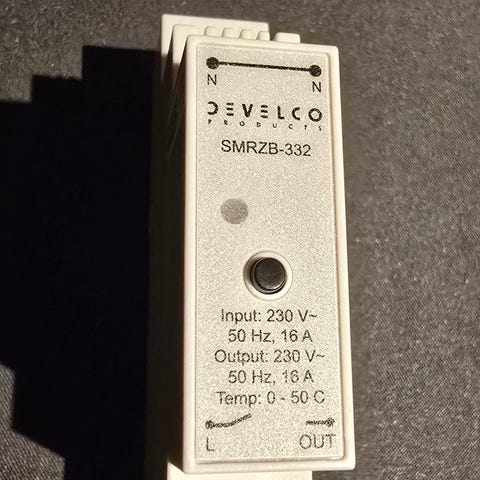 N N
DEVELCO
PRODUCTS
SMRZB-332
Input: 230 V~
50 Hz, 16 A
Output: 230 V~
50 Hz, 16 A
Temp: 0 - 50 C
L OUT